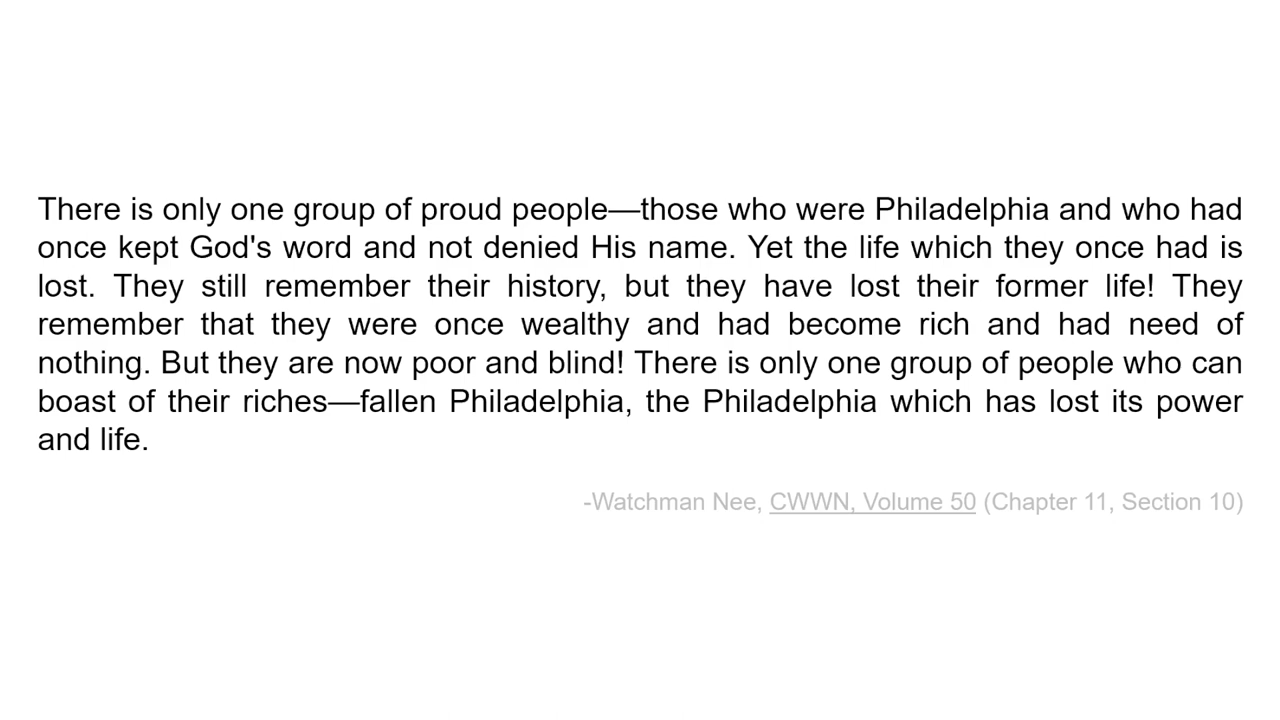 There is only one group of proud people—those who were Philadelphia and who had
once kept God's word and not denied His name. Yet the life which they once had is
lost. They still remember their history, but they have lost their former life! They
remember that they were once wealthy and had become rich and had need of
nothing. But they are now poor and blind! There is only one group of people who can
boast of their riches—fallen Philadelphia, the Philadelphia which has lost its power
and life.
-Watchman Nee, CWWN, Volume 50 (Chapter 11, Section 10)